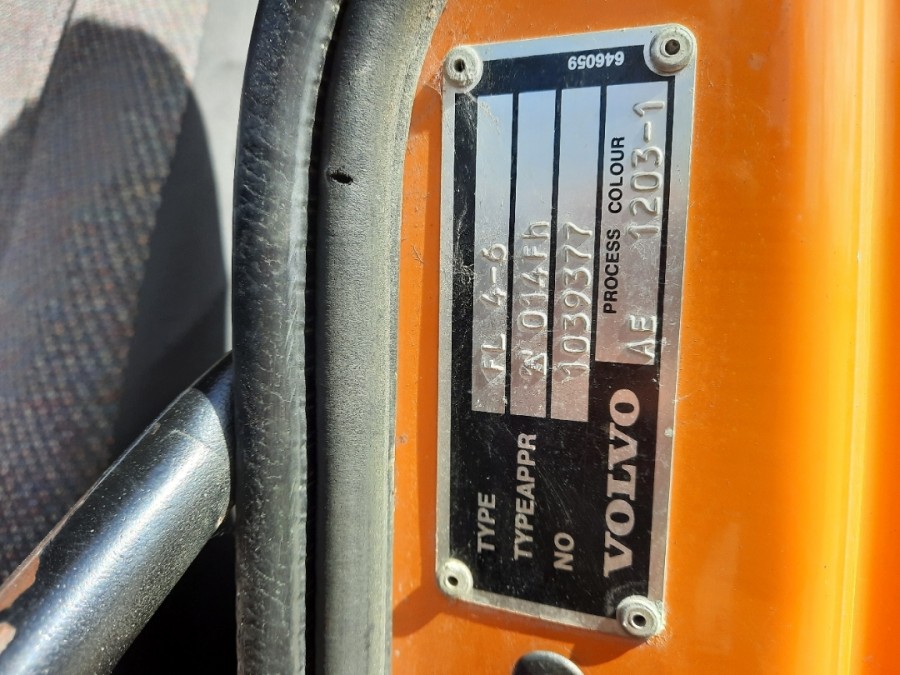 TYPE FL 4-6
TYPEAPPR 014Fh
NO 1039377
PROCESS COLOUR
VOLVO AE 1203-1
646059